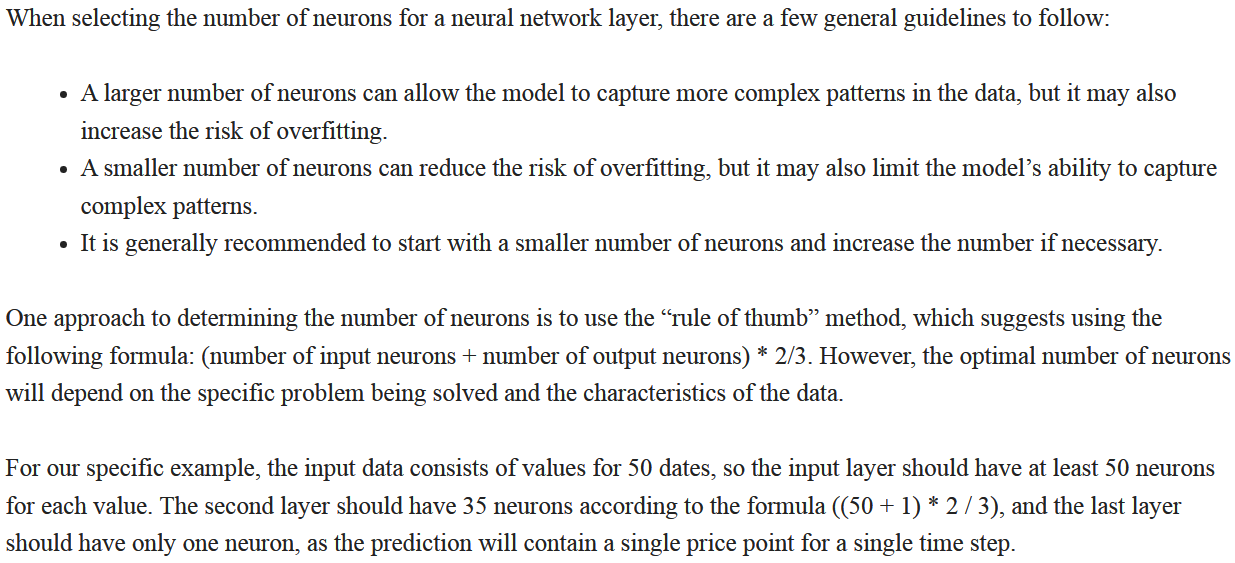 When selecting the number of neurons for a neural network layer, there are a few general guidelines to follow:
• A larger number of neurons can allow the model to capture more complex patterns in the data, but it may also
increase the risk of overfitting.
• A smaller number of neurons can reduce the risk of overfitting, but it may also limit the model’s ability to capture
complex patterns.
• It is generally recommended to start with a smaller number of neurons and increase the number if necessary.
One approach to determining the number of neurons is to use the “rule of thumb” method, which suggests using the
following formula: (number of input neurons + number of output neurons) * 2/3. However, the optimal number of neurons
will depend on the specific problem being solved and the characteristics of the data.
For our specific example, the input data consists of values for 50 dates, so the input layer should have at least 50 neurons
for each value. The second layer should have 35 neurons according to the formula ((50 + 1) * 2 / 3), and the last layer
should have only one neuron, as the prediction will contain a single price point for a single time step.